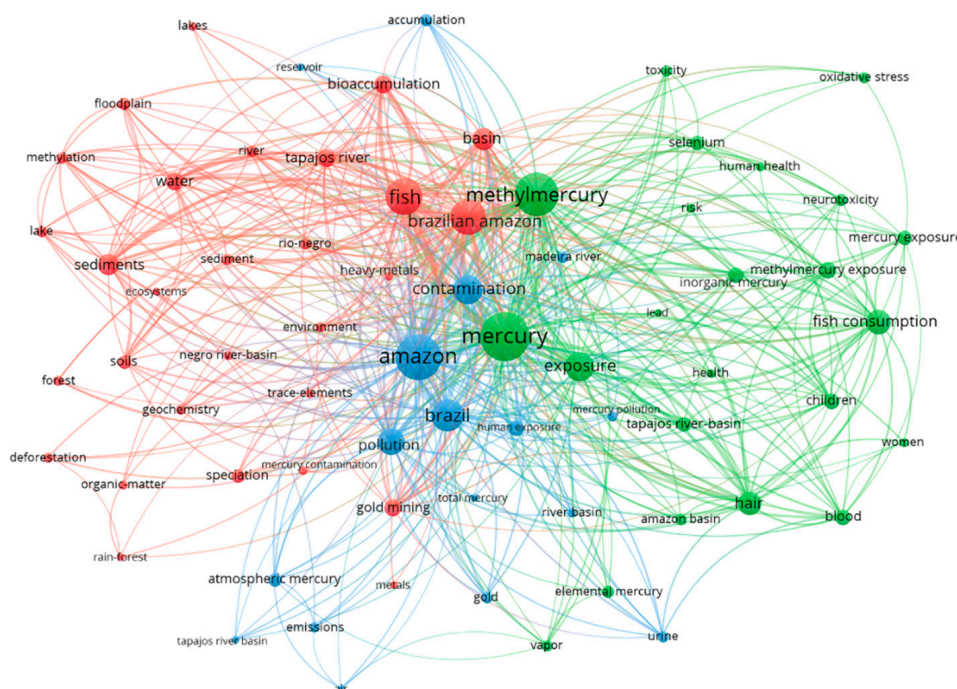 lakes
accumulation
reservoir
toxicity
oxidative stress
bioaccumulation
floodplain
basin
selenium
methylation
river
tapajos river
human health
water
fish
methylmercury
neurotoxicity
risk
brazilian amazon
lake
rio-negro
mercury exposure
sediments
sediment
heavy-metals
madeira river
methylmercury exposure
inorganic mercury
ecosystems
contamination
lead
fish consumption
environment
mercury
amazon
negro river-basin
soils
exposure
health
forest
trace-elements
children
geochemistry
brazil
mercury pollution
tapajos river-basin
human exposure
pollution
women
deforestation
mercury contamination
speciation
organic-matter
total mercury
hair
gold mining
river basin
amazon basin
blood
rain-forest
atmospheric mercury
metals
gold
elemental mercury
emissions
tapajos river basin
urine
vapor